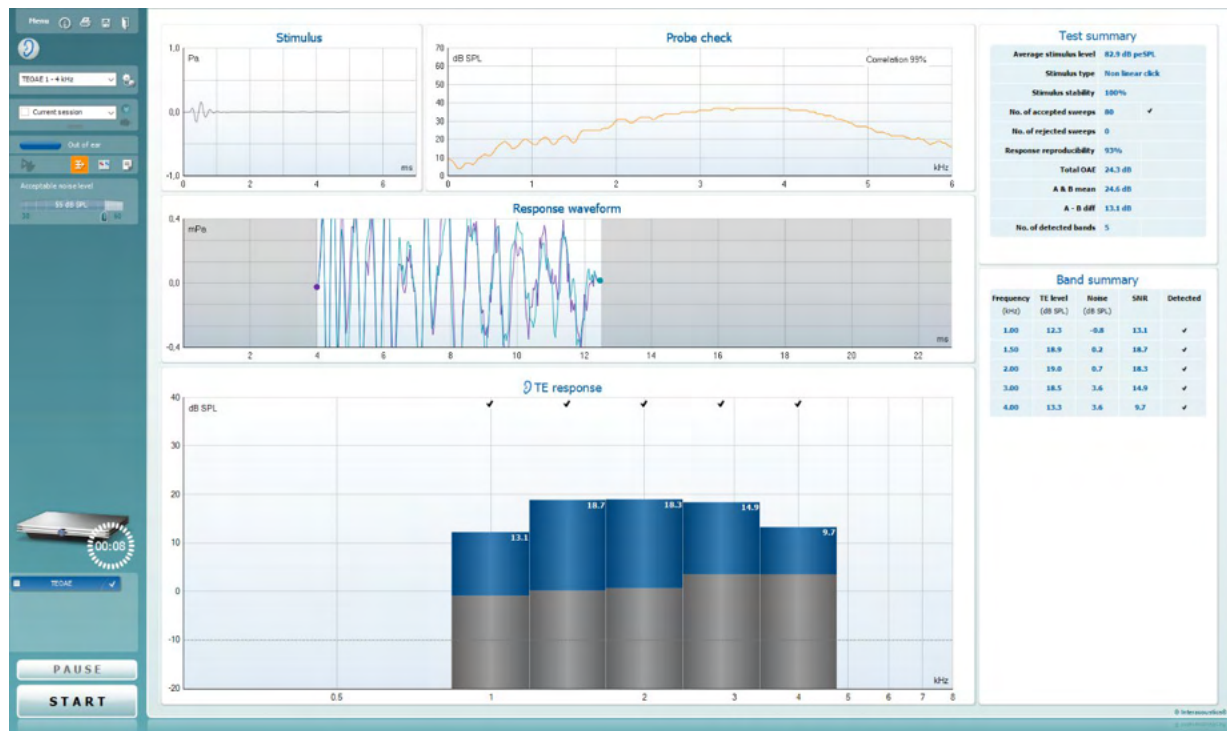 Menu
TEOAE 1 - 4 kHz
Current session
Out of ear
Acceptable noise level
55 dB SPL
30 60
00:08
TEOAE
PAUSE
START
Stimulus
Pa
1,0
0,0
-1,0
0 2 4 6
ms
Probe check
dB SPL
Correlation 99%
70
60
50
40
30
20
10
0
0 1 2 3 4 5 6
kHz
Response waveform
mPa
0,4
0,0
-0,4
2 4 6 8 10 12 14 16 18 20 22
ms
TE response
dB SPL
40
30
20
10
0
-10
-20
13.1 18.7 18.3 14.9 9.7
0.5 1 2 3 4 5 6 7 8
kHz
Test summary
Average stimulus level 82.9 dB peSPL
Stimulus type Non linear click
Stimulus stability 100%
No. of accepted sweeps 80
No. of rejected sweeps 0
Response reproducibility 93%
Total OAE 24.3 dB
A & B mean 24.6 dB
A - B diff 13.1 dB
No. of detected bands 5
Band summary
Frequency TE level Noise SNR Detected
(kHz) (dB SPL) (dB SPL)
1.00 12.3 -0.8 13.1
1.50 18.9 0.2 18.7
2.00 19.0 0.7 18.3
3.00 18.5 3.6 14.9
4.00 13.3 3.6 9.7